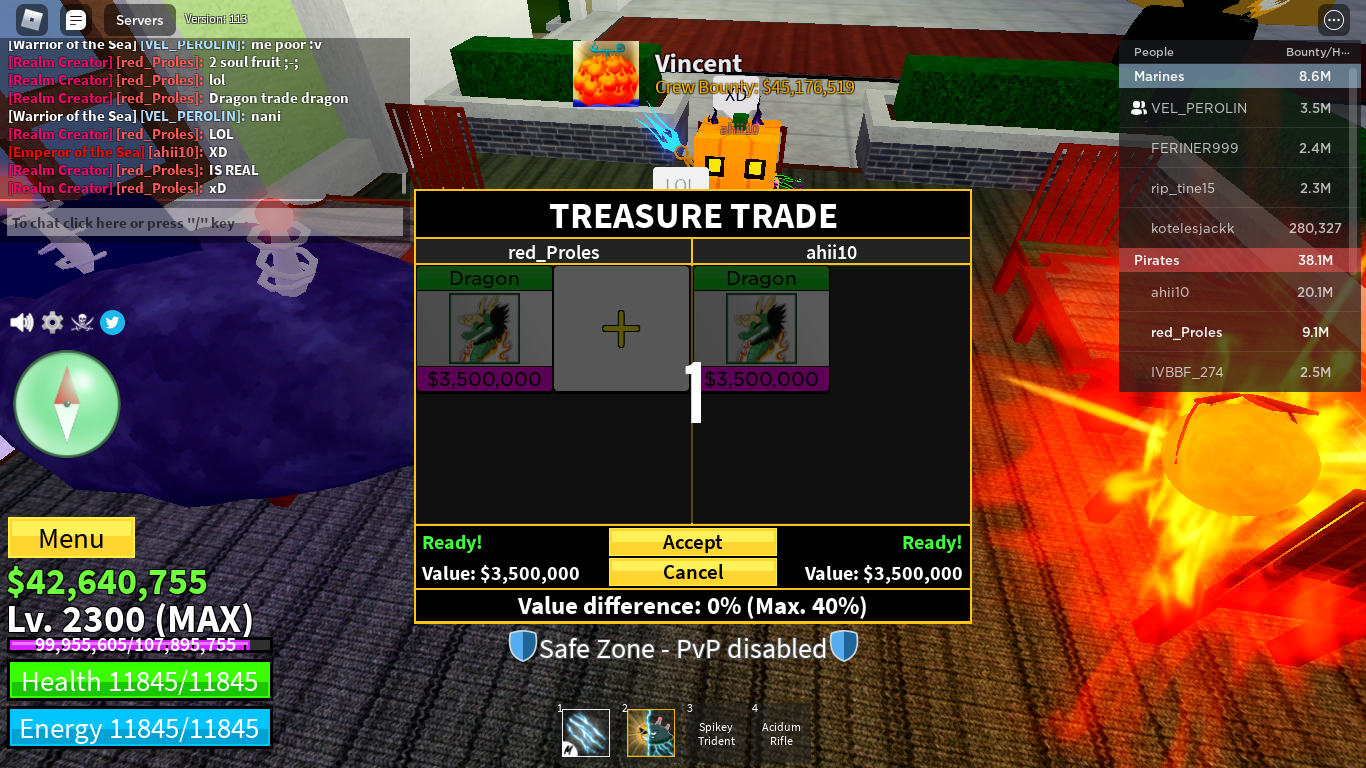 Servers
Version: 113
[Warrior of the Sea] [VEL_PEROLIN]: me poor :v
[Realm Creator] [red_Proles]: 2 soul fruit ;-;
[Realm Creator] [red_Proles]: lol
[Realm Creator] [red_Proles]: Dragon trade dragon
[Warrior of the Sea] [VEL_PEROLIN]: nani
[Realm Creator] [red_Proles]: LOL
[Emperor of the Sea] [ahii10]: XD
[Realm Creator] [red_Proles]: IS REAL
[Realm Creator] [red_Proles]: xD
To chat click here or press "/" key
Vincent
Crew Bounty: $45,176,519
XD
ahii10
LOL
People Bounty/H...
Marines 8.6M
VEL_PEROLIN 3.5M
FERINER999 2.4M
rip_tine15 2.3M
kotelesjackk 280,327
Pirates 38.1M
ahii10 20.1M
red_Proles 9.1M
IVBBF_274 2.5M
TREASURE TRADE
red_Proles ahii10
Dragon Dragon
$3,500,000 $3,500,000
1
Ready! Accept Ready!
Value: $3,500,000 Cancel Value: $3,500,000
Value difference: 0% (Max. 40%)
Safe Zone - PvP disabled
Menu
$42,640,755
Lv. 2300 (MAX)
99,955,605/107,895,755
Health 11845/11845
Energy 11845/11845
1 2 3 4
Spikey
Trident
Acidum
Rifle